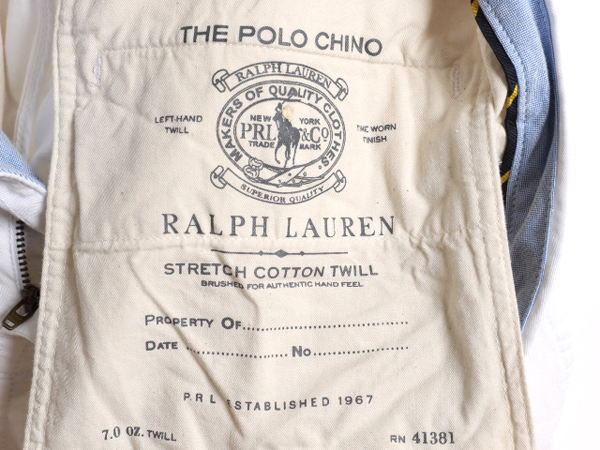 THE POLO CHINO
RALPH LAUREN
MAKERS OF QUALITY CLOTHES
LEFT-HAND
TWILL
NEW YORK
PRL & Co
TRADE MARK
THE WORN
FINISH
SUPERIOR QUALITY
RALPH LAUREN
STRETCH COTTON TWILL
BRUSHED FOR AUTHENTIC HAND FEEL
PROPERTY OF
DATE No
P.R.L ESTABLISHED 1967
7.0 OZ. TWILL
RN 41381